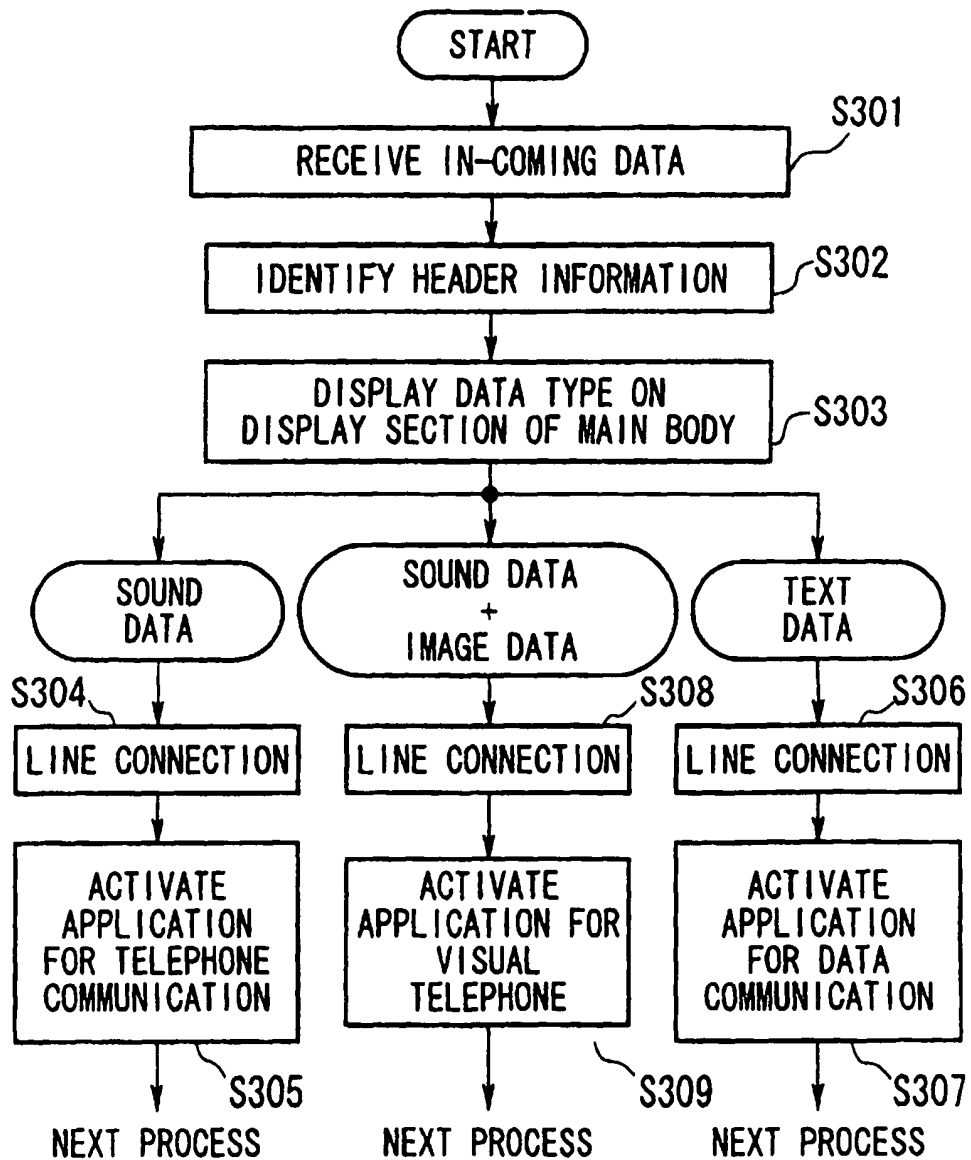 START
S301
RECEIVE IN-COMING DATA
S302
IDENTIFY HEADER INFORMATION
DISPLAY DATA TYPE ON
DISPLAY SECTION OF MAIN BODY
S303
SOUND
DATA
SOUND DATA
+
IMAGE DATA
TEXT
DATA
S304
LINE CONNECTION
S308
LINE CONNECTION
S306
LINE CONNECTION
ACTIVATE
APPLICATION
FOR TELEPHONE
COMMUNICATION
S305
NEXT PROCESS
ACTIVATE
APPLICATION FOR
VISUAL
TELEPHONE
S309
NEXT PROCESS
ACTIVATE
APPLICATION
FOR DATA
COMMUNICATION
S307
NEXT PROCESS